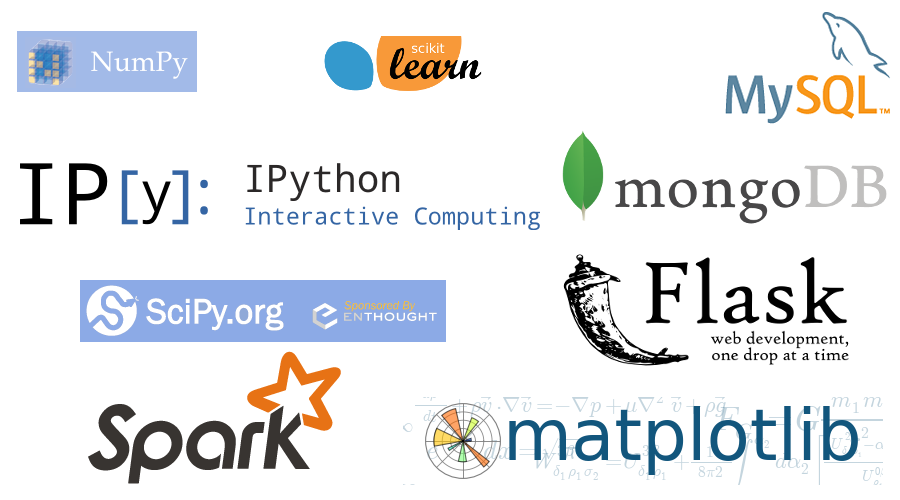 NumPy
scikit
learn
MySQL™
IP[y]:
IPython
Interactive Computing
mongoDB
SciPy.org
Sponsored By
ENTHOUGHT
Flask
web development,
one drop at a time
Spark
matplotlib